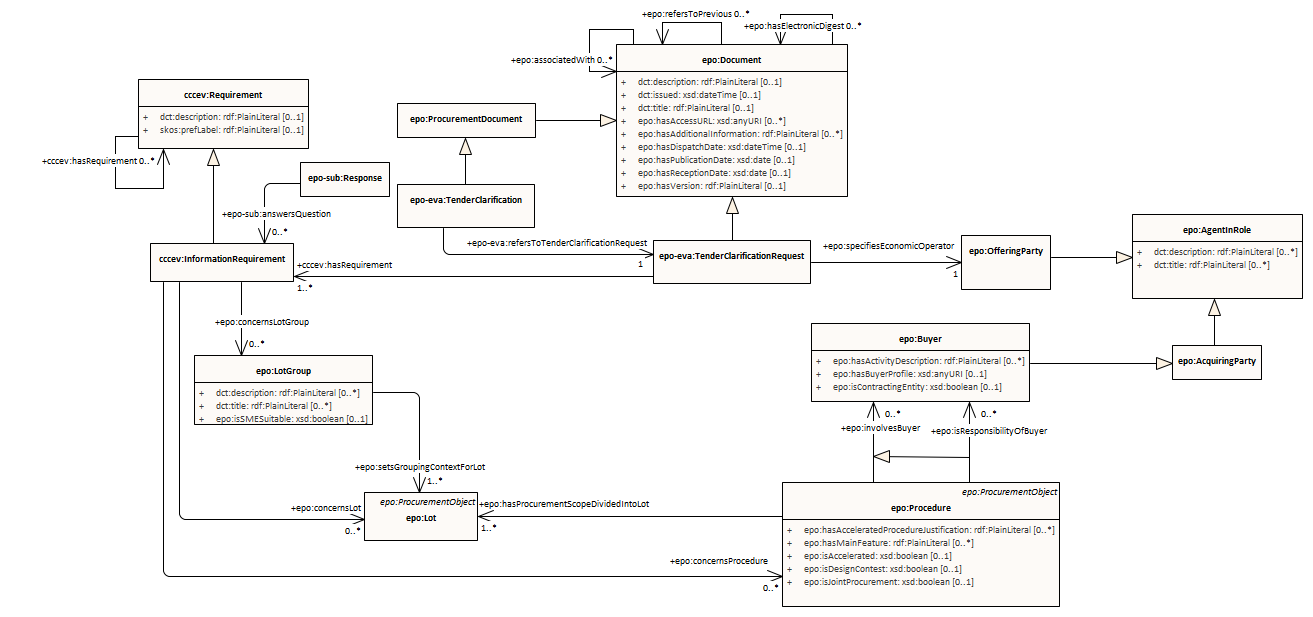 +epo:refersToPrevious 0..*
+epo:hasElectronicDigest 0..*
+epo:associatedWith 0..*
epo:Document
+ dct:description: rdf:PlainLiteral [0..1]
+ dct:issued: xsd:dateTime [0..1]
+ dct:title: rdf:PlainLiteral [0..1]
+ epo:hasAccessURL: xsd:anyURI [0..*]
+ epo:hasAdditionalInformation: rdf:PlainLiteral [0..*]
+ epo:hasDispatchDate: xsd:dateTime [0..1]
+ epo:hasPublicationDate: xsd:date [0..1]
+ epo:hasReceptionDate: xsd:date [0..1]
+ epo:hasVersion: rdf:PlainLiteral [0..1]
cccev:Requirement
+ dct:description: rdf:PlainLiteral [0..1]
+ skos:prefLabel: rdf:PlainLiteral [0..1]
+cccev:hasRequirement 0..*
epo:ProcurementDocument
epo-sub:Response
epo-eva:TenderClarification
+epo-sub:answersQuestion
0..*
+epo-eva:refersToTenderClarificationRequest
1
epo-eva:TenderClarificationRequest
+epo:specifiesEconomicOperator
1
epo:OfferingParty
epo:AgentInRole
+ dct:description: rdf:PlainLiteral [0..*]
+ dct:title: rdf:PlainLiteral [0..*]
cccev:InformationRequirement
+cccev:hasRequirement
1..*
+epo:concernsLotGroup
0..*
epo:LotGroup
+ dct:description: rdf:PlainLiteral [0..*]
+ dct:title: rdf:PlainLiteral [0..*]
+ epo:isSMESuitable: xsd:boolean [0..1]
epo:Buyer
+ epo:hasActivityDescription: rdf:PlainLiteral [0..*]
+ epo:hasBuyerProfile: xsd:anyURI [0..1]
+ epo:isContractingEntity: xsd:boolean [0..1]
epo:AcquiringParty
0..*
0..*
+epo:involvesBuyer
+epo:isResponsibilityOfBuyer
+epo:setsGroupingContextForLot
1..*
epo:ProcurementObject
epo:Lot
+epo:hasProcurementScopeDividedIntoLot
1..*
+epo:concernsLot
0..*
epo:ProcurementObject
epo:Procedure
+ epo:hasAcceleratedProcedureJustification: rdf:PlainLiteral [0..*]
+ epo:hasMainFeature: rdf:PlainLiteral [0..*]
+ epo:isAccelerated: xsd:boolean [0..1]
+ epo:isDesignContest: xsd:boolean [0..1]
+ epo:isJointProcurement: xsd:boolean [0..1]
+epo:concernsProcedure
0..*